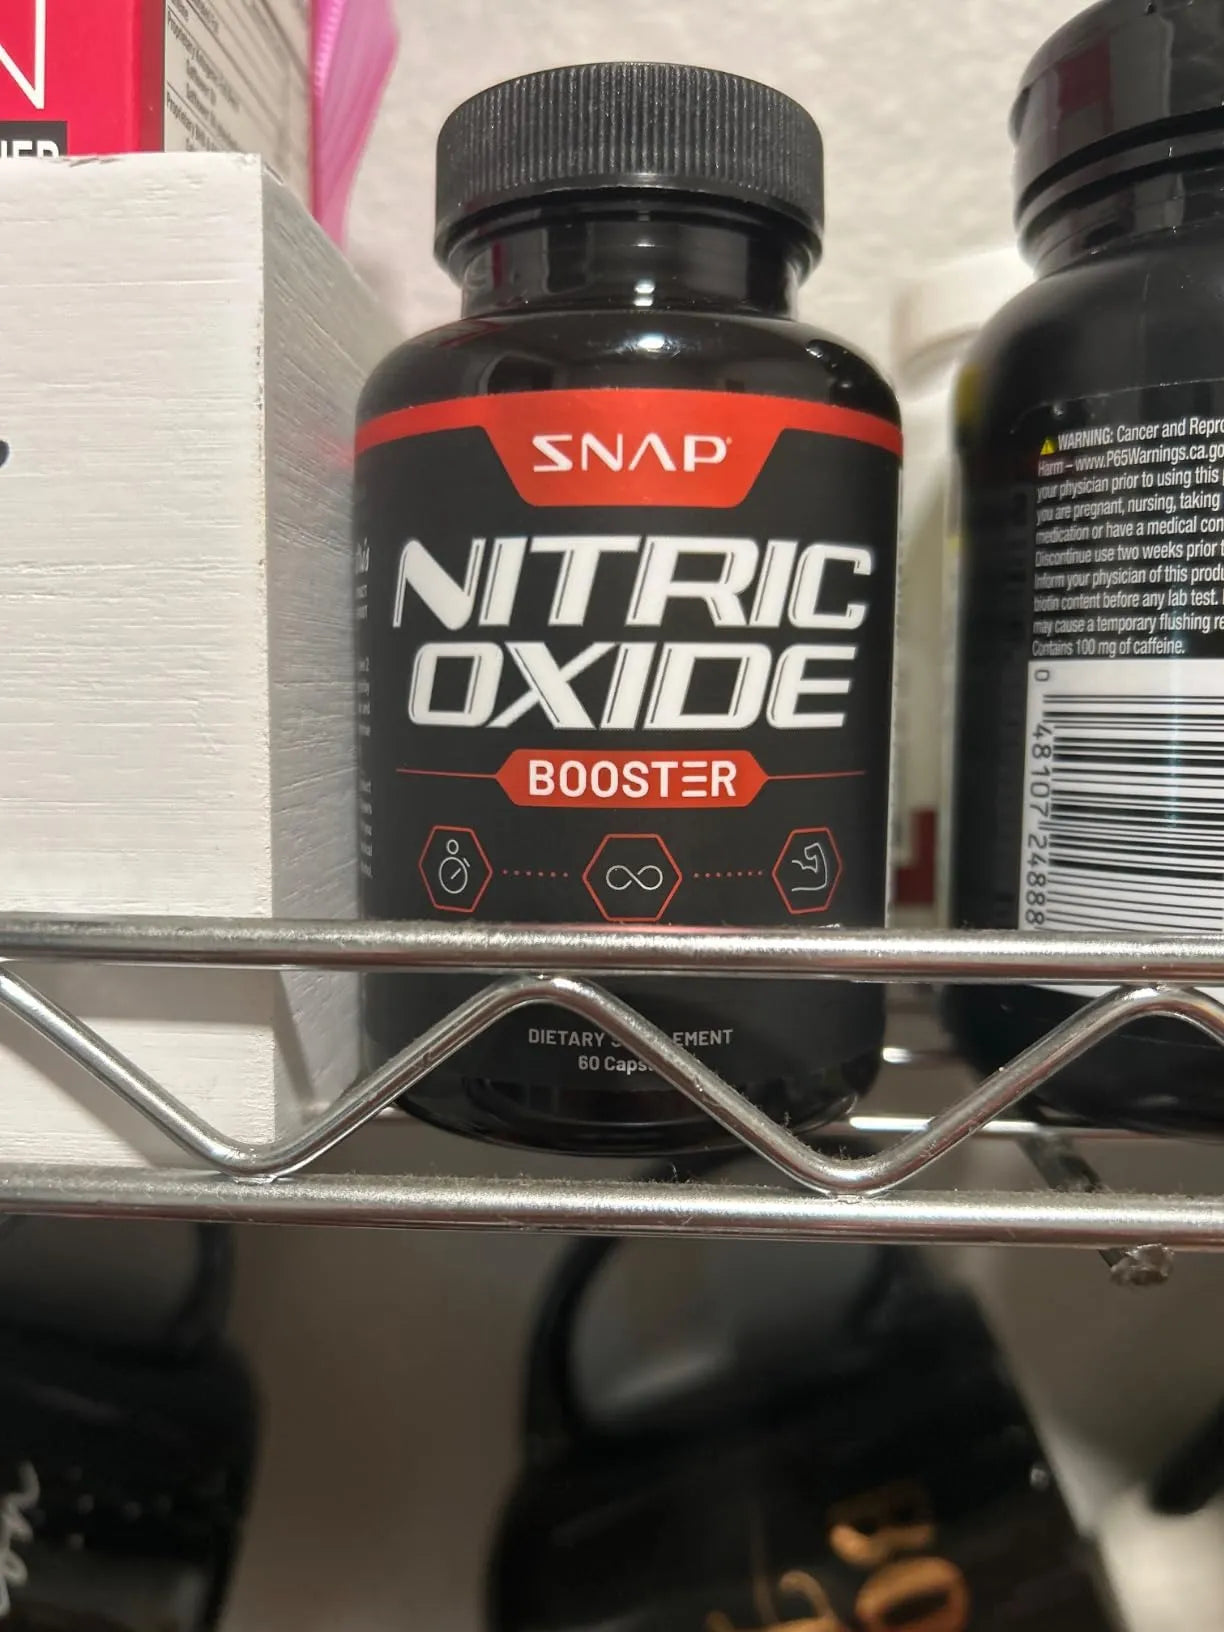 SNAP
NITRIC
OXIDE
BOOSTER
DIETARY EMENT
60 Caps
WARNING: Cancer and Repro
Harm – www.P65Warnings.ca.go
your physician prior to using this
you are pregnant, nursing, taking
medication or have a medical con
Discontinue use two weeks prior t
Inform your physician of this produ
biotin content before any lab test.
may cause a temporary flushing re
Contains 100 mg of caffeine.
0 48107 24888